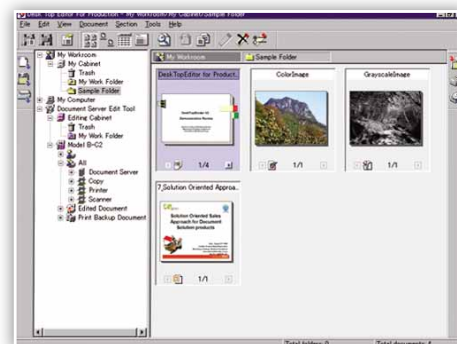 Desk Top Editor For Production - My Workroom/My Cabinet/Sample Folder
File Edit View Document Section Tools Help
My Workroom
My Cabinet
Trash
My Work Folder
Sample Folder
My Computer
Document Server Edit Tool
Editing Cabinet
Trash
My Work Folder
Model B-C2
All
Document Server
Copy
Printer
Scanner
Edited Document
Print Backup Document
My Workroom Sample Folder
DeskTopEditor for Product.
ColorImage
GrayscaleImage
1/4
1/1
1/1
7_Solution Oriented Approa..
Solution Oriented Sales
Approach for Document
Solution products
1/1
Total folders: 0 Total documents: 4